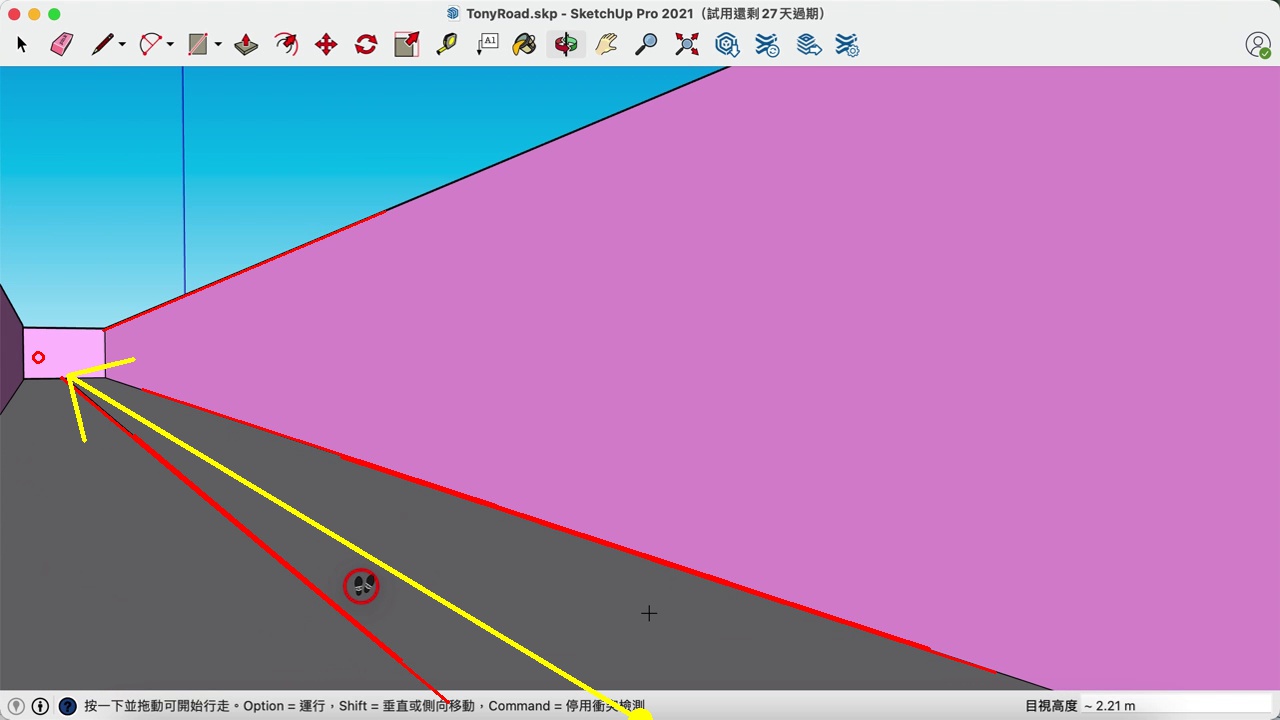 TonyRoad.skp - SketchUp Pro 2021（試用還剩 27 天過期）
A1
按一下並拖動可開始行走。Option = 運行，Shift = 垂直或側向移動，Command = 停用衝突檢測
目視高度 ~ 2.21 m